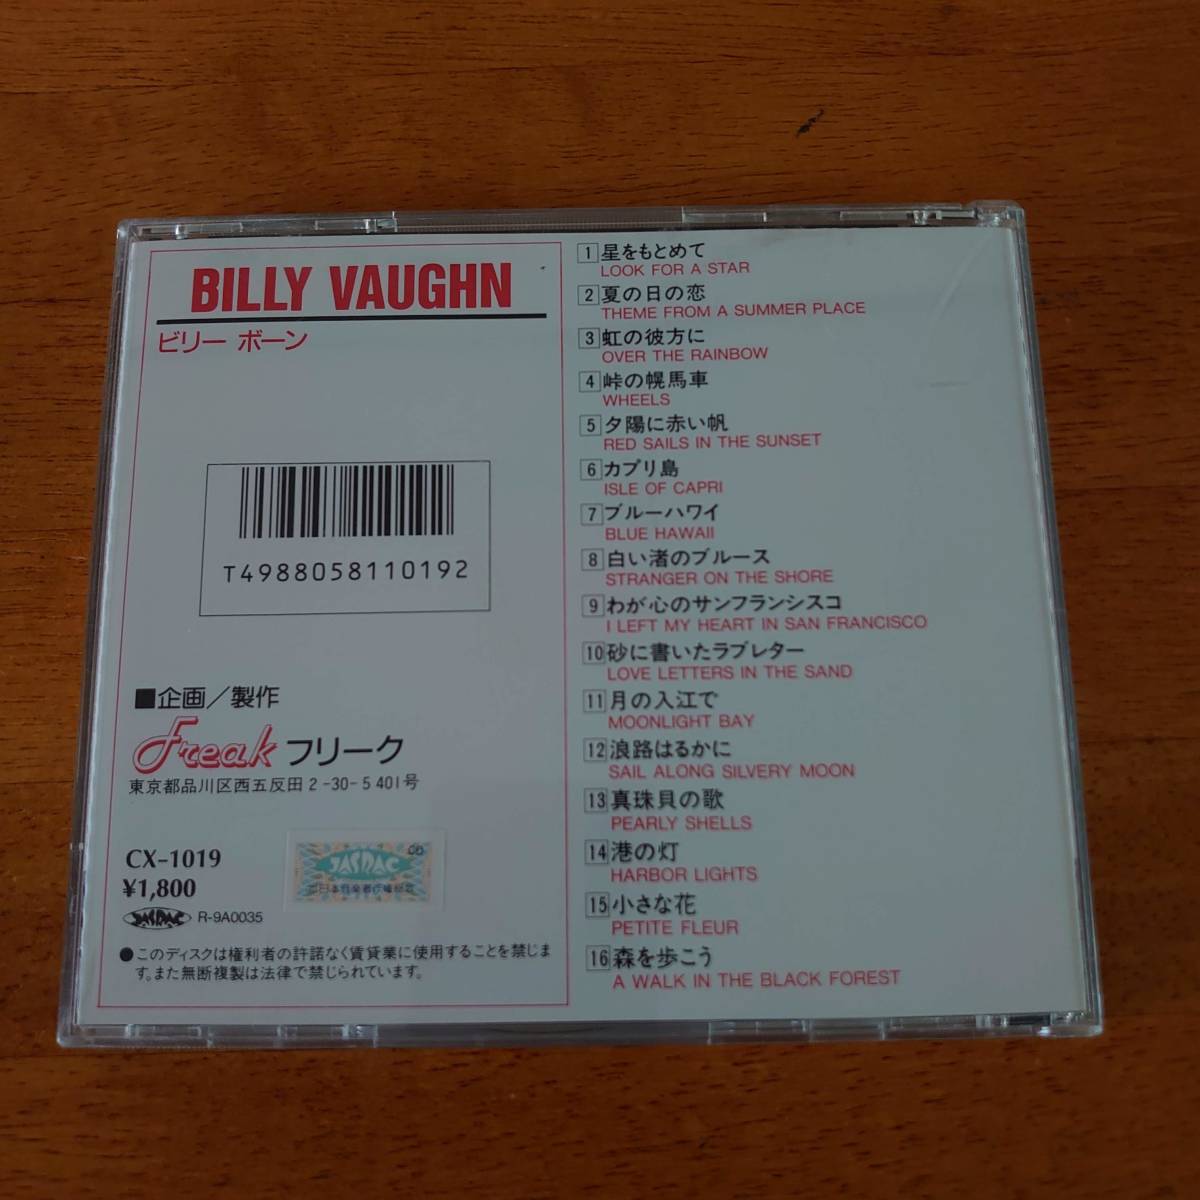 BILLY VAUGHN
ビリー ボーン
T4988058110192
■企画／製作
Freak フリーク
東京都品川区西五反田2-30-5 401号
CX-1019
¥1,800
JASRAC
JASRAC R-9A0035
●このディスクは権利者の許諾なく賃貸業に使用することを禁じま
す。また無断複製は法律で禁じられています。
1 星をもとめて
LOOK FOR A STAR
2 夏の日の恋
THEME FROM A SUMMER PLACE
3 虹の彼方に
OVER THE RAINBOW
4 峠の幌馬車
WHEELS
5 夕陽に赤い帆
RED SAILS IN THE SUNSET
6 カプリ島
ISLE OF CAPRI
7 ブルーハワイ
BLUE HAWAII
8 白い渚のブルース
STRANGER ON THE SHORE
9 わが心のサンフランシスコ
I LEFT MY HEART IN SAN FRANCISCO
10 砂に書いたラブレター
LOVE LETTERS IN THE SAND
11 月の入江で
MOONLIGHT BAY
12 浪路はるかに
SAIL ALONG SILVERY MOON
13 真珠貝の歌
PEARLY SHELLS
14 港の灯
HARBOR LIGHTS
15 小さな花
PETITE FLEUR
16 森を歩こう
A WALK IN THE BLACK FOREST